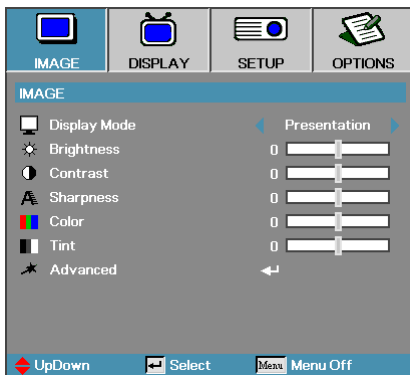 IMAGE DISPLAY SETUP OPTIONS
IMAGE
Display Mode Presentation
Brightness 0
Contrast 0
Sharpness 0
Color 0
Tint 0
Advanced
UpDown Select Menu Menu Off